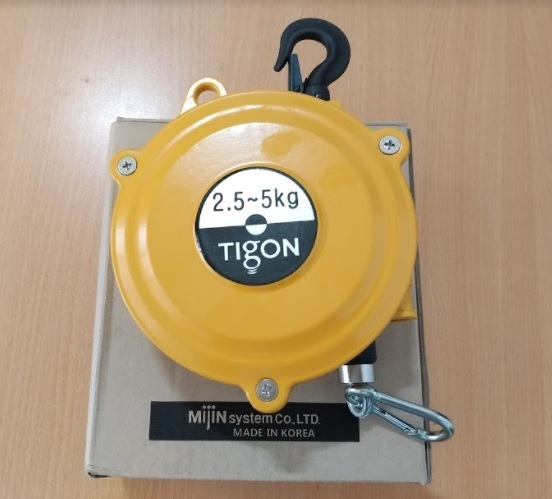 2.5~5kg
TIgON
MIjIN system Co.,LTD.
MADE IN KOREA